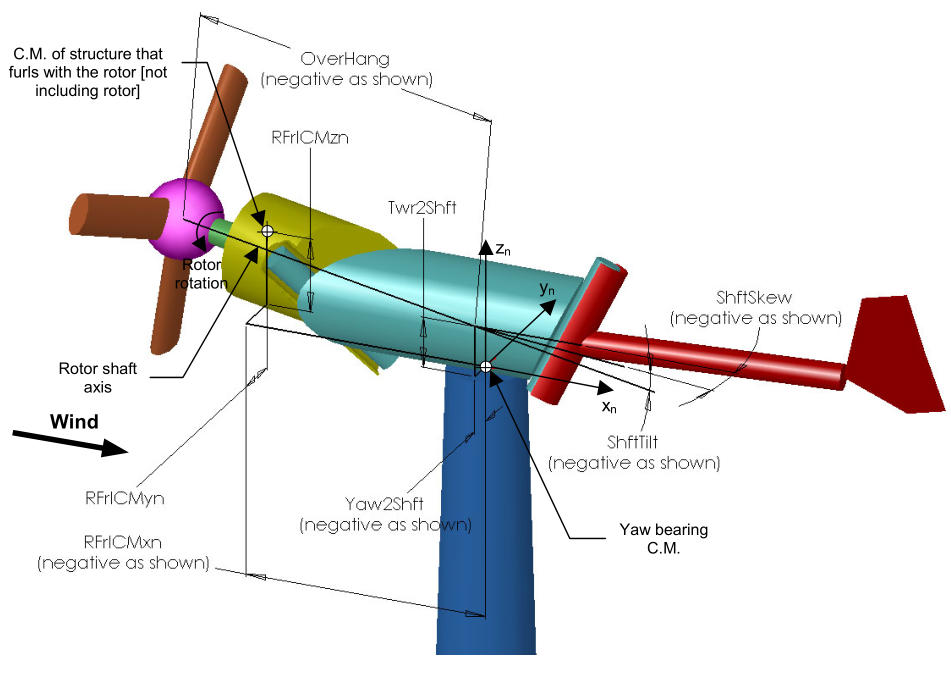 C.M. of structure that
furls with the rotor [not
including rotor]
OverHang
(negative as shown)
RFrlCMzn
Twr2Shft
zn
yn
Rotor
rotation
ShftSkew
(negative as shown)
Rotor shaft
axis
xn
Wind
ShftTilt
(negative as shown)
RFrlCMyn
Yaw2Shft
(negative as shown)
RFrlCMxn
(negative as shown)
Yaw bearing
C.M.